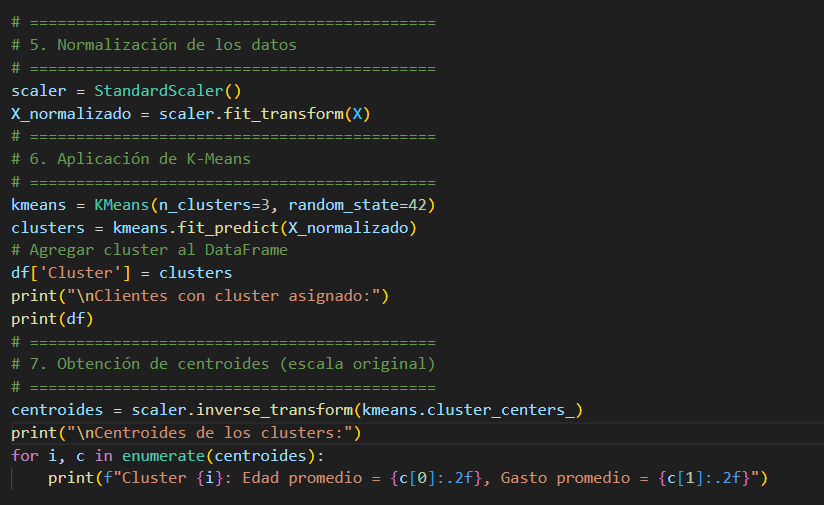 # =========================================
# 5. Normalización de los datos
# =========================================
scaler = StandardScaler()
X_normalizado = scaler.fit_transform(X)
# =========================================
# 6. Aplicación de K-Means
# =========================================
kmeans = KMeans(n_clusters=3, random_state=42)
clusters = kmeans.fit_predict(X_normalizado)
# Agregar cluster al DataFrame
df['Cluster'] = clusters
print("\nClientes con cluster asignado:")
print(df)
# =========================================
# 7. Obtención de centroides (escala original)
# =========================================
centroides = scaler.inverse_transform(kmeans.cluster_centers_)
print("\nCentroides de los clusters:")
for i, c in enumerate(centroides):
    print(f"Cluster {i}: Edad promedio = {c[0]:.2f}, Gasto promedio = {c[1]:.2f}")